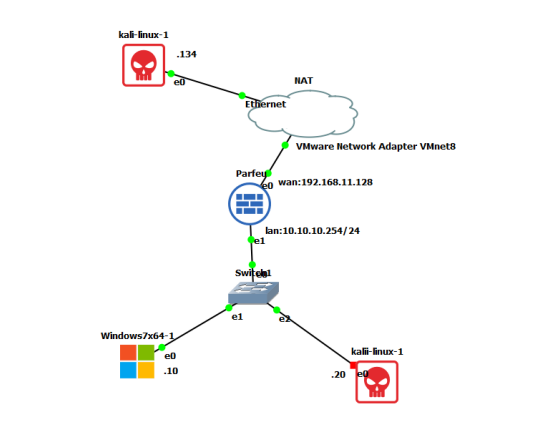 kali-linux-1
.134
e0
NAT
Ethernet
VMware Network Adapter VMnet8
Parfeu
e0
wan:192.168.11.128
lan:10.10.10.254/24
e1
Switch1
e1
e2
Windows7x64-1
e0
.10
kali-linux-1
.20
e0